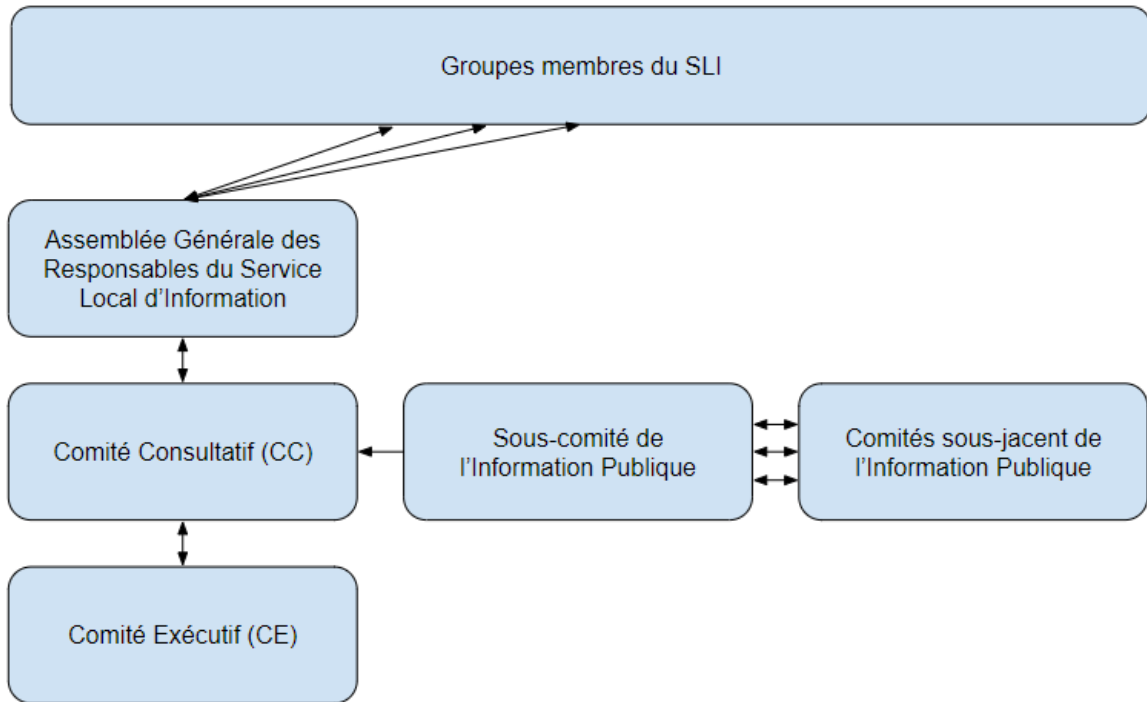 Groupes membres du SLI
Assemblée Générale des
Responsables du Service
Local d'Information
Comité Consultatif (CC)
Sous-comité de
l'Information Publique
Comités sous-jacent de
l'Information Publique
Comité Exécutif (CE)